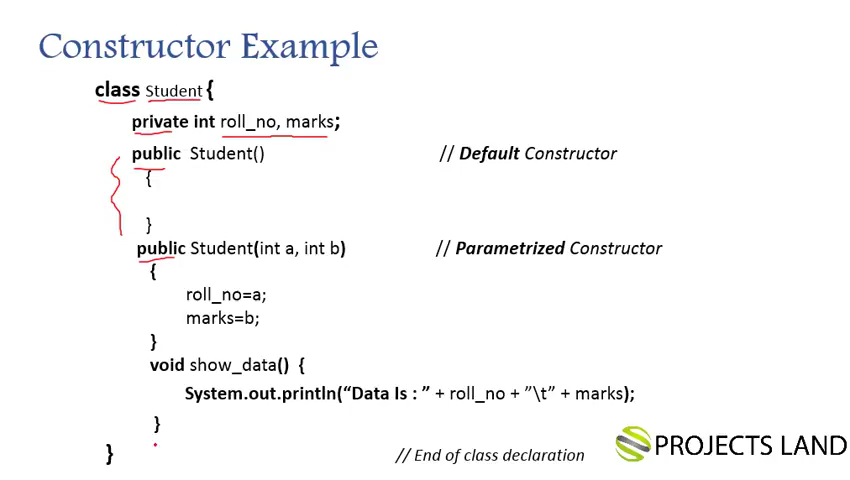 Constructor Example
class Student {
private int roll_no, marks;
public Student() // Default Constructor
{
}
public Student(int a, int b) // Parametrized Constructor
{
roll_no=a;
marks=b;
}
void show_data() {
System.out.println(“Data Is : ” + roll_no + ”\t” + marks);
}
} // End of class declaration
PROJECTS LAND